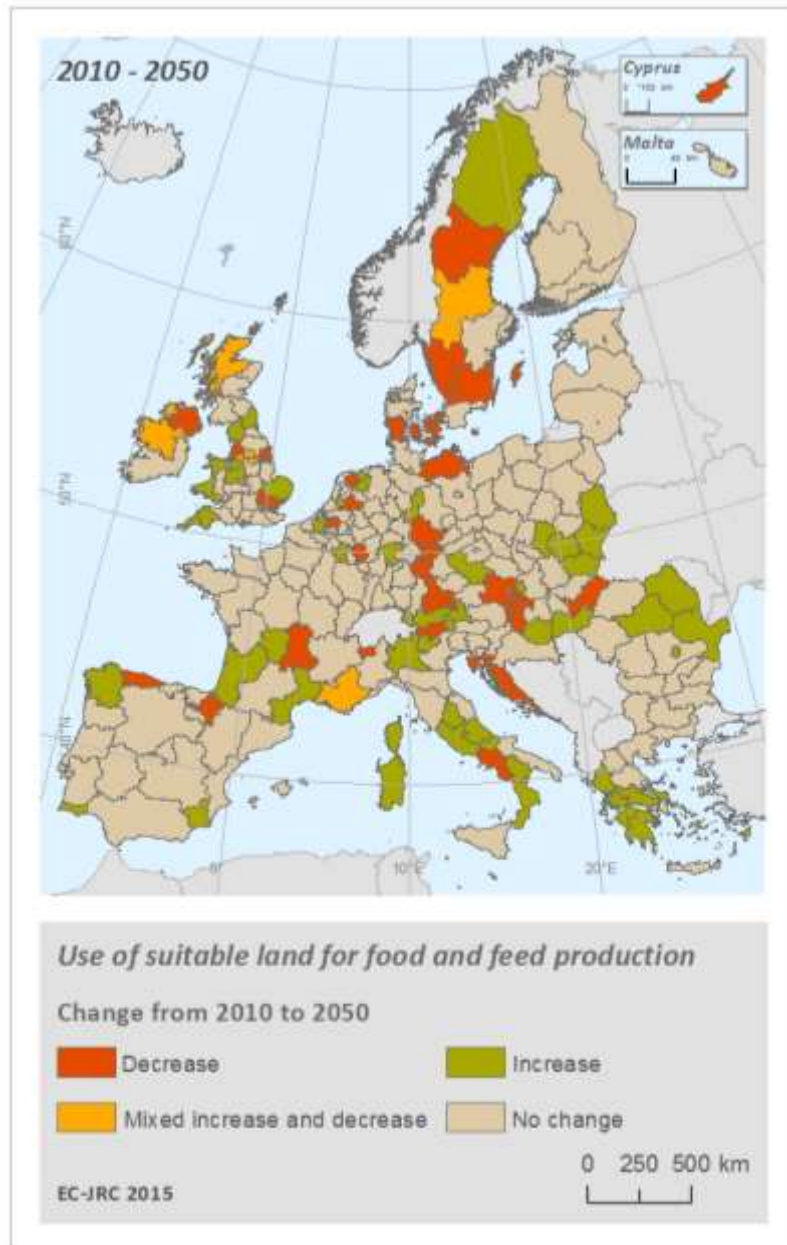 2010 - 2050
Cyprus
Malta
10°E
20°E
Use of suitable land for food and feed production
Change from 2010 to 2050
Decrease
Increase
Mixed increase and decrease
No change
0 250 500 km
EC-JRC 2015